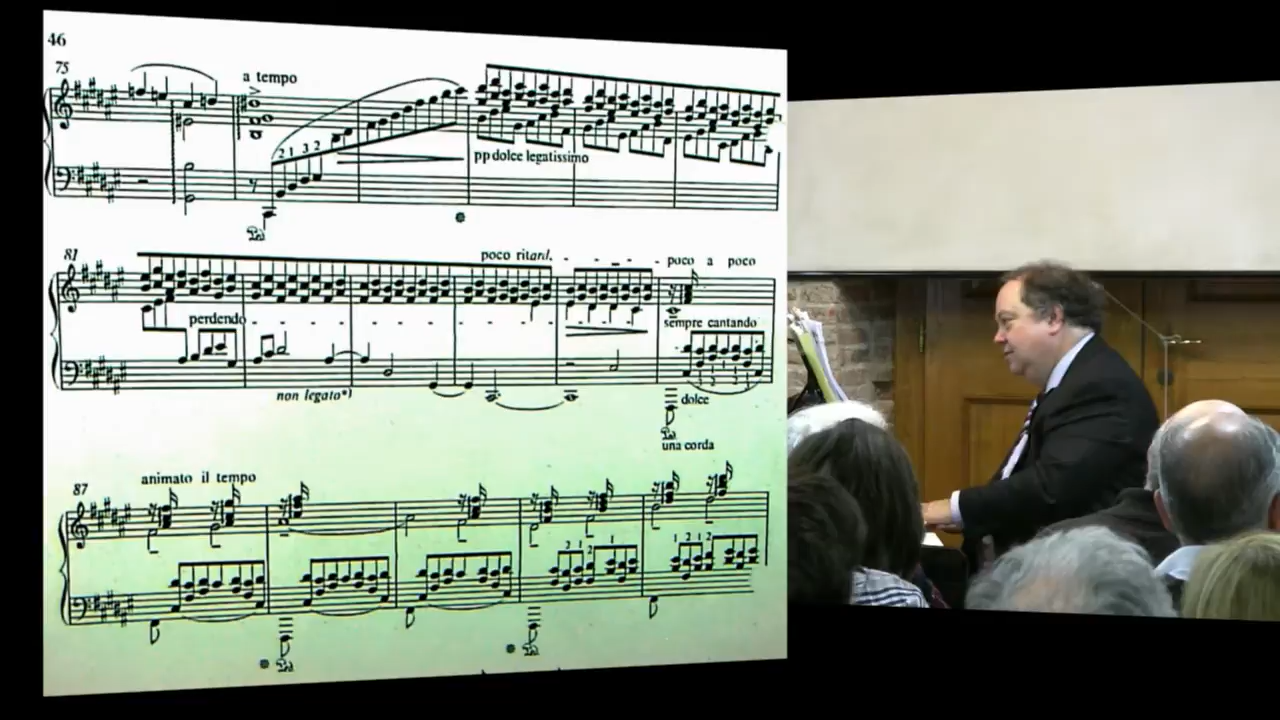 46
75
a tempo
2 1 3 2
pp dolce legatissimo
81
poco ritard.
poco a poco
perdendo
sempre cantando
non legato*)
dolce
una corda
87
animato il tempo
2 1 2 1
1 2 1 2